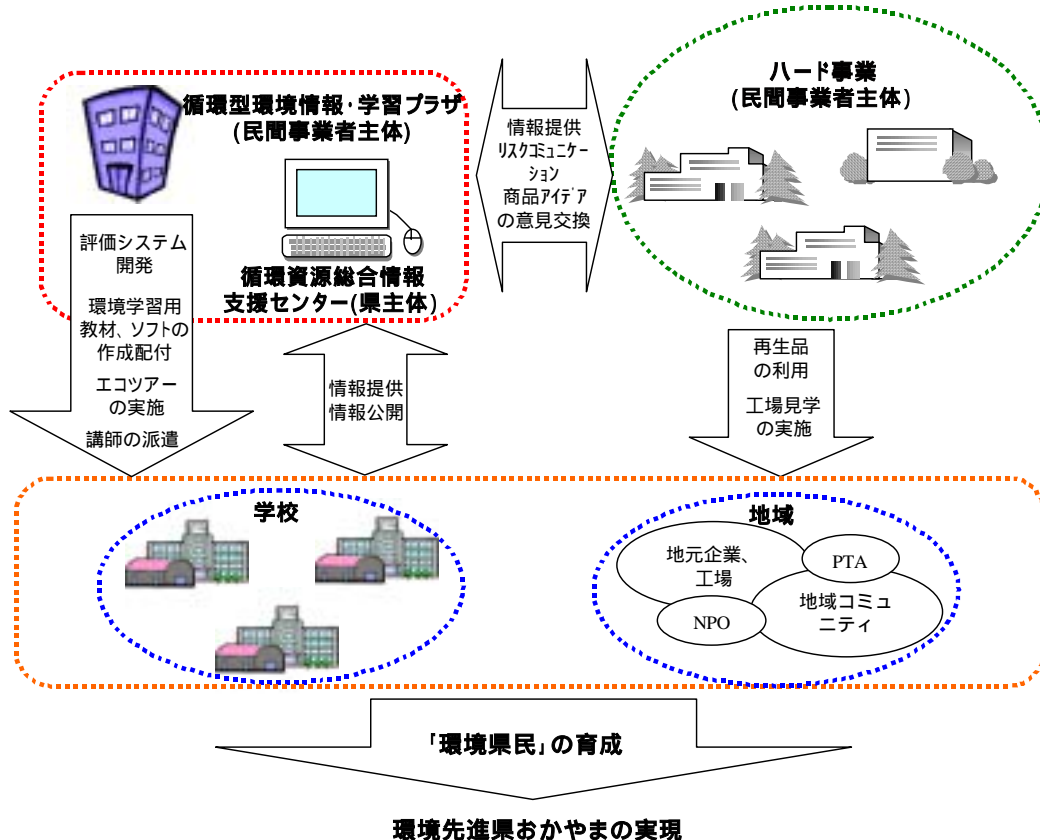 循環型環境情報・学習プラザ
(民間事業者主体)
循環資源総合情報
支援センター(県主体)
情報提供
ﾘｽｸｺﾐｭﾆｹｰ
ｼｮﾝ
商品ｱｲﾃﾞｱ
の意見交換
ハード事業
(民間事業者主体)
評価システム
開発
環境学習用
教材、ソフトの
作成配付
エコツアー
の実施
講師の派遣
情報提供
情報公開
再生品
の利用
工場見学
の実施
学校
地域
地元企業、
工場
PTA
NPO
地域コミュ
ニティ
「環境県民」の育成
環境先進県おかやまの実現